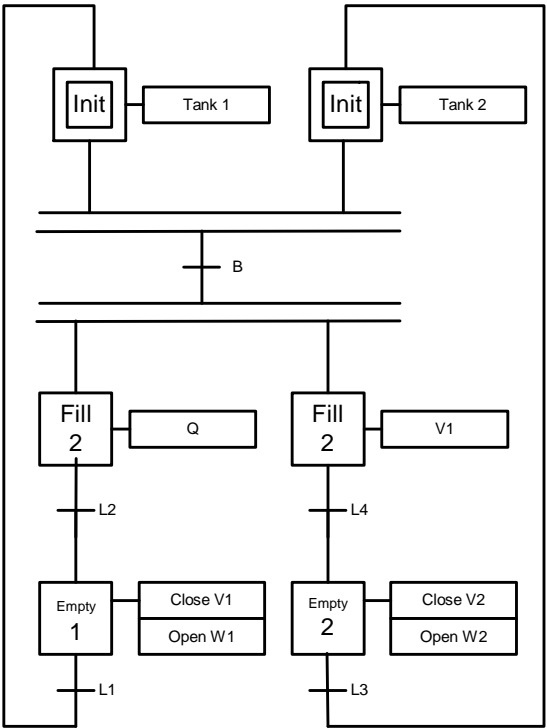 Init
Tank 1
Init
Tank 2
B
Fill
2
Q
Fill
2
V1
L2
L4
Empty
1
Close V1
Open W1
Empty
2
Close V2
Open W2
L1
L3